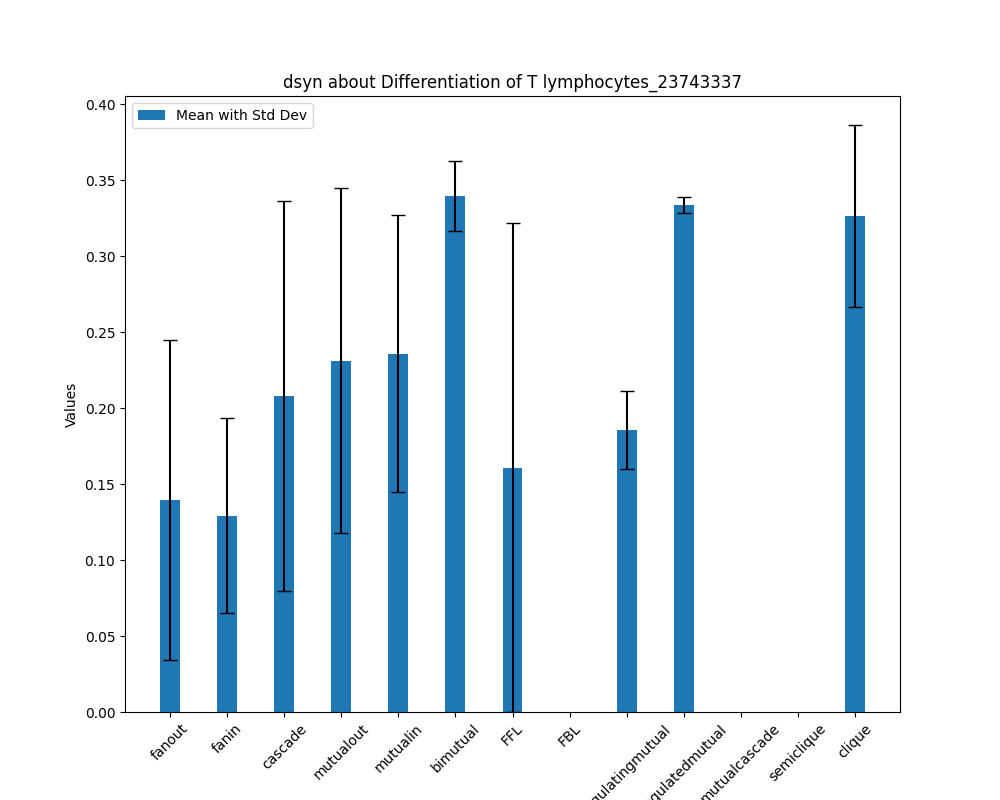 dsyn about Differentiation of T lymphocytes_23743337
Mean with Std Dev
Values
0.40
0.35
0.30
0.25
0.20
0.15
0.10
0.05
0.00
fanout
fanin
cascade
mutualout
mutualin
bimutual
FFL
FBL
gulatingmutual
gulatedmutual
mutualcascade
semiclique
clique